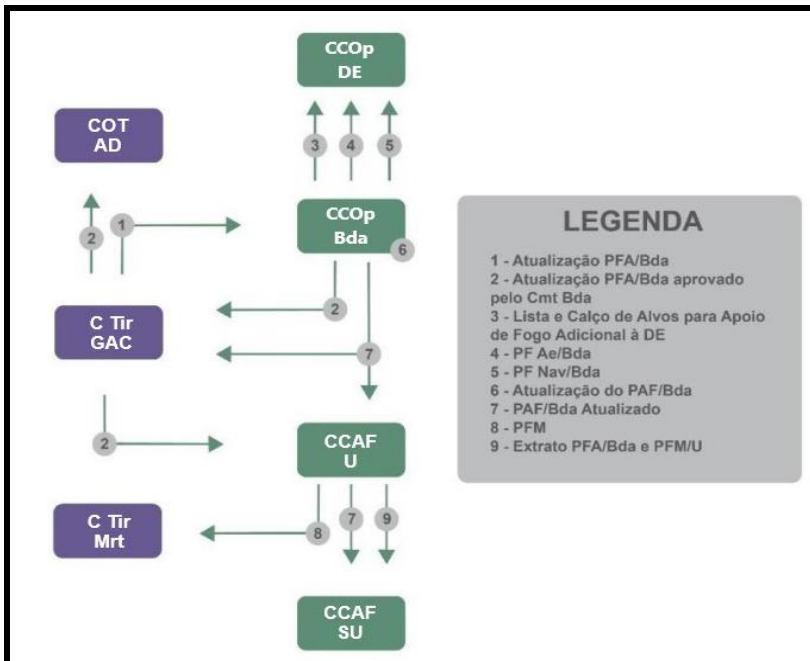 CCOp
DE
COT
AD
3
4
5
2
1
CCOp
Bda
6
C Tir
GAC
2
7
2
CCAF
U
C Tir
Mrt
8
7
9
CCAF
SU
LEGENDA
1 - Atualização PFA/Bda
2 - Atualização PFA/Bda aprovado
pelo Cmt Bda
3 - Lista e Calço de Alvos para Apoio
de Fogo Adicional à DE
4 - PF Ae/Bda
5 - PF Nav/Bda
6 - Atualização do PAF/Bda
7 - PAF/Bda Atualizado
8 - PFM
9 - Extrato PFA/Bda e PFM/U